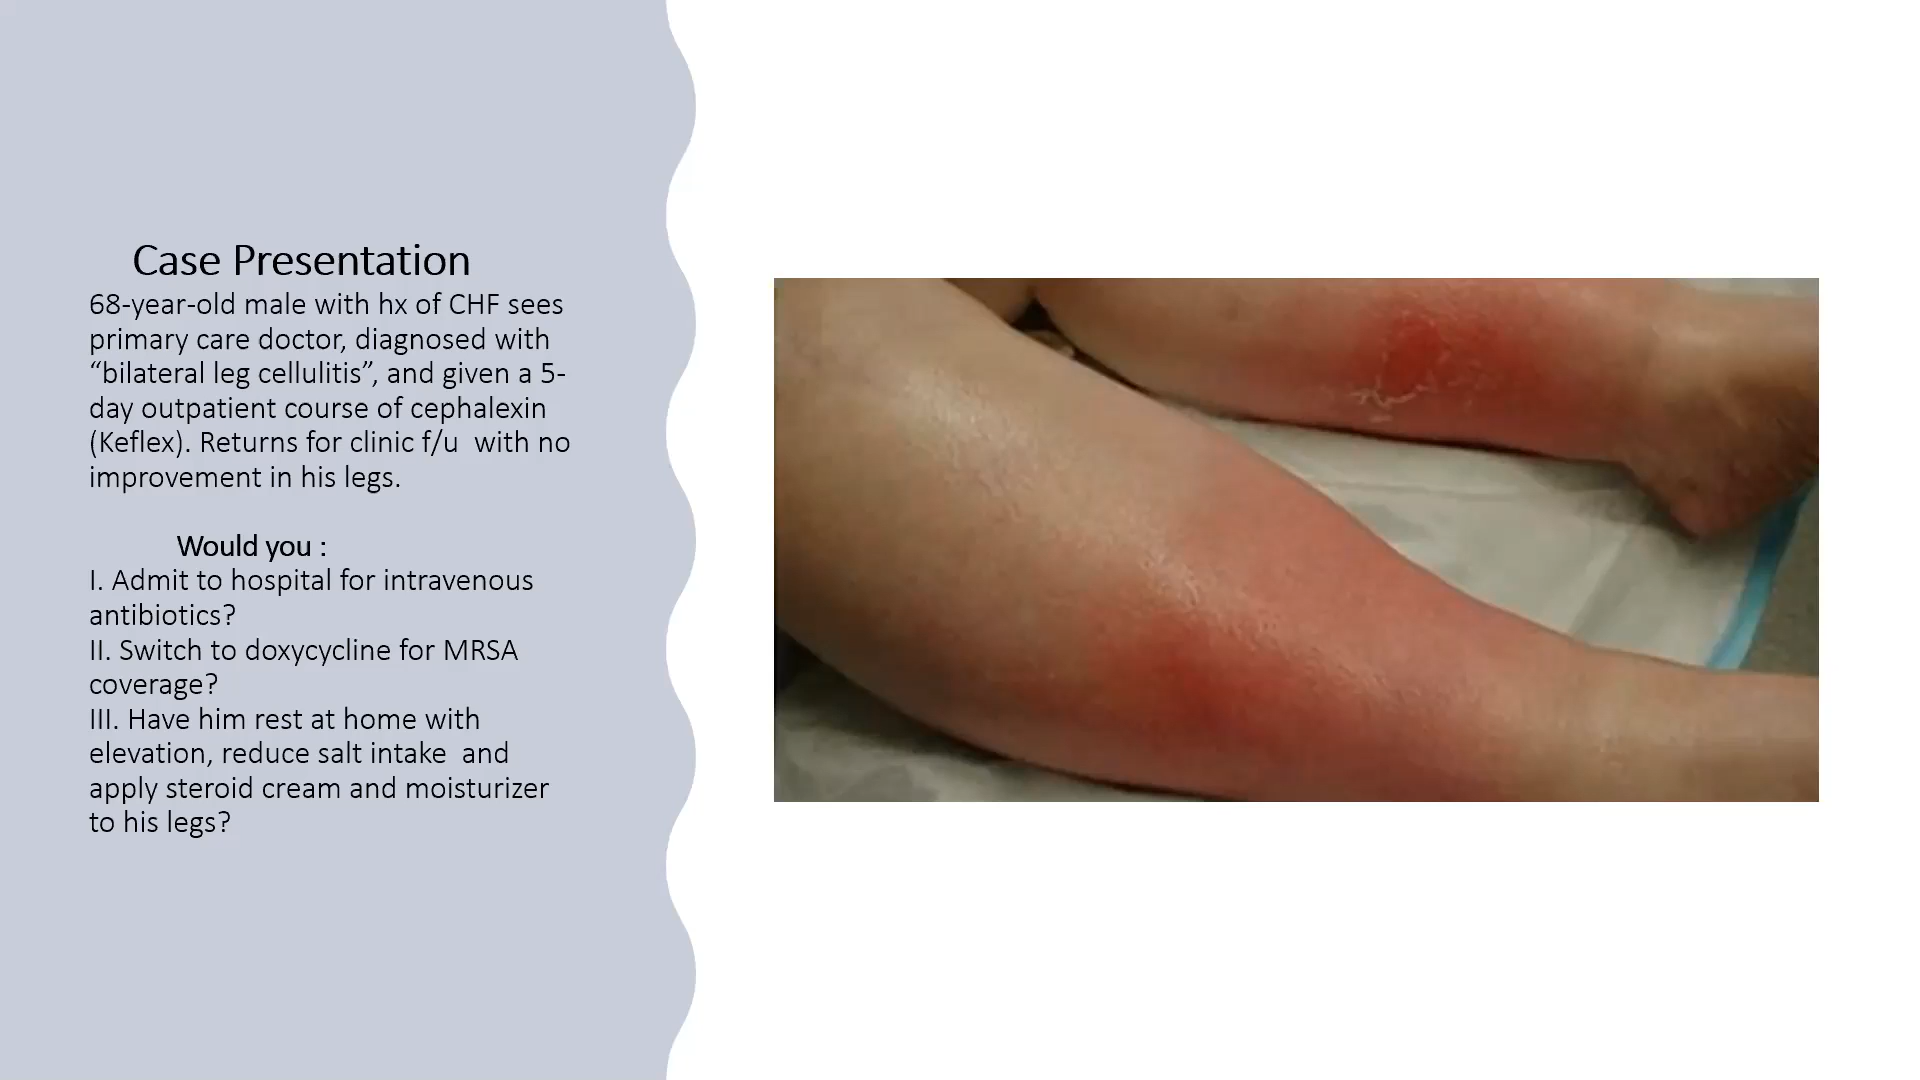 Case Presentation
68-year-old male with hx of CHF sees
primary care doctor, diagnosed with
“bilateral leg cellulitis”, and given a 5-
day outpatient course of cephalexin
(Keflex). Returns for clinic f/u  with no
improvement in his legs.
Would you :
I. Admit to hospital for intravenous
antibiotics?
II. Switch to doxycycline for MRSA
coverage?
III. Have him rest at home with
elevation, reduce salt intake  and
apply steroid cream and moisturizer
to his legs?